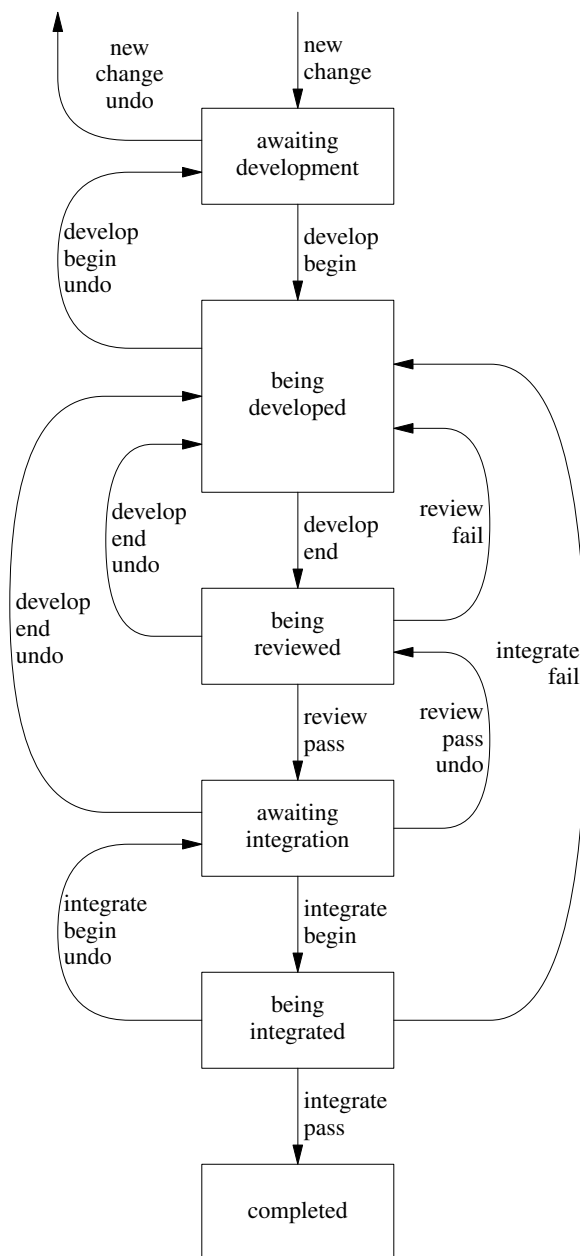 new
change
undo
new
change
awaiting
development
develop
begin
undo
develop
begin
being
developed
develop
end
undo
develop
end
review
fail
develop
end
undo
being
reviewed
integrate
fail
review
pass
review
pass
undo
awaiting
integration
integrate
begin
undo
integrate
begin
being
integrated
integrate
pass
completed